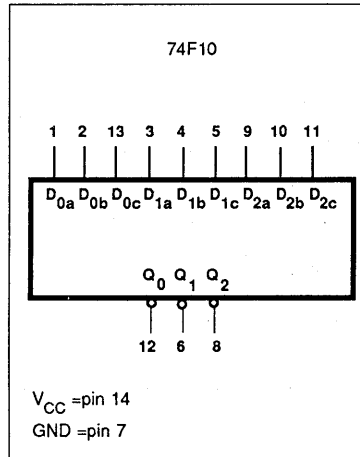 74F10
1 2 13 3 4 5 9 10 11
D0a D0b D0c D1a D1b D1c D2a D2b D2c
Q0 Q1 Q2
12 6 8
VCC =pin 14
GND =pin 7